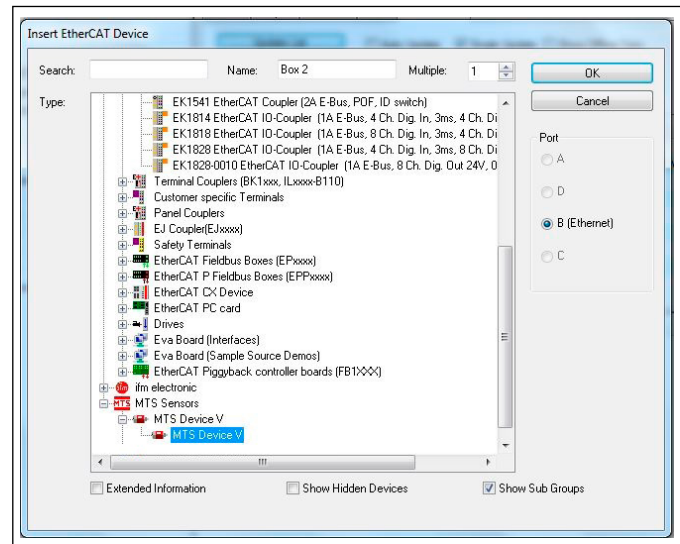 Insert EtherCAT Device
Search: Name: Box 2 Multiple: 1 OK
Type: Cancel
EK1541 EtherCAT Coupler (2A E-Bus, POF, ID switch)
EK1814 EtherCAT IO-Coupler (1A E-Bus, 4 Ch. Dig. In, 3ms, 4 Ch. Di
EK1818 EtherCAT IO-Coupler (1A E-Bus, 8 Ch. Dig. In, 3ms, 4 Ch. Di
EK1828 EtherCAT IO-Coupler (1A E-Bus, 4 Ch. Dig. In, 3ms, 8 Ch. Di
EK1828-0010 EtherCAT IO-Coupler (1A E-Bus, 8 Ch. Dig. Out 24V, 0
Terminal Couplers (BK1xxx, ILxxxx-B110)
Customer specific Terminals
Panel Couplers
EJ Coupler(EJxxxx)
Safety Terminals
EtherCAT Fieldbus Boxes (EPxxxx)
EtherCAT P Fieldbus Boxes (EPPxxxx)
EtherCAT CX Device
EtherCAT PC card
Drives
Eva Board (Interfaces)
Eva Board (Sample Source Demos)
EtherCAT Piggyback controller boards (FB1XXX)
ifm ifm electronic
MTS MTS Sensors
MTS Device V
MTS Device V
Port
A
D
B (Ethernet)
C
Extended Information Show Hidden Devices Show Sub Groups